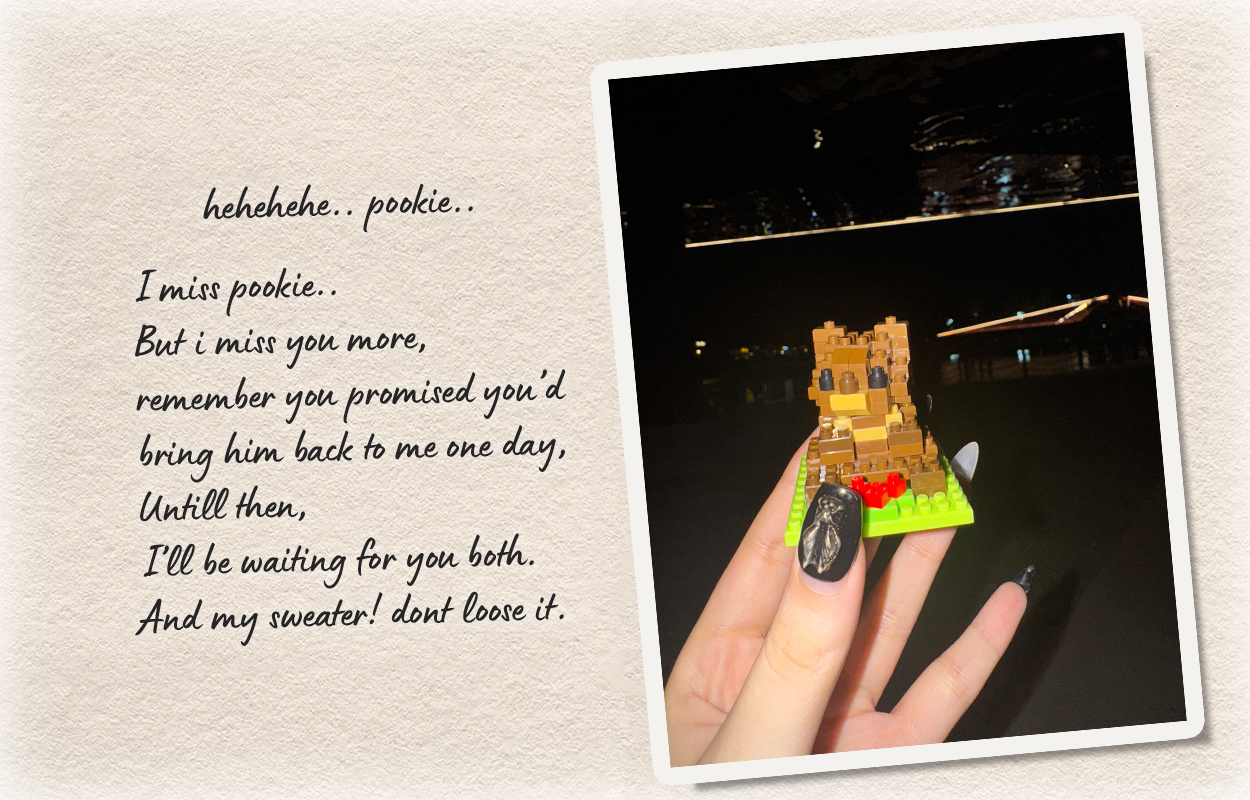 hehehehe.. pookie..
I miss pookie..
But i miss you more,
remember you promised you'd
bring him back to me one day,
Untill then,
I'll be waiting for you both.
And my sweater! dont loose it.